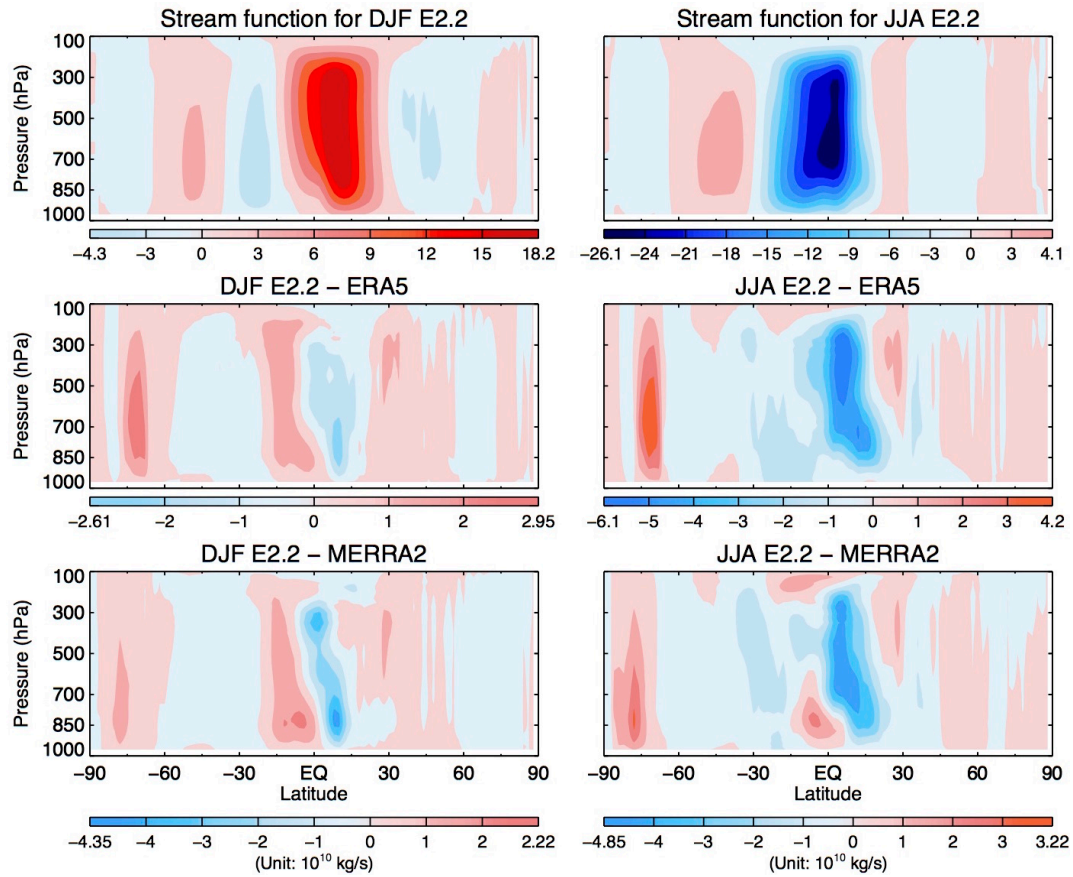 Stream function for DJF E2.2
Stream function for JJA E2.2
Pressure (hPa)
100
300
500
700
850
1000
−4.3 −3 0 3 6 9 12 15 18.2
−26.1 −24 −21 −18 −15 −12 −9 −6 −3 0 3 4.1
DJF E2.2 − ERA5
JJA E2.2 − ERA5
Pressure (hPa)
100
300
500
700
850
1000
−2.61 −2 −1 0 1 2 2.95
−6.1 −5 −4 −3 −2 −1 0 1 2 3 4.2
DJF E2.2 − MERRA2
JJA E2.2 − MERRA2
Pressure (hPa)
100
300
500
700
850
1000
−90 −60 −30 EQ 30 60 90
Latitude
−90 −60 −30 EQ 30 60 90
Latitude
−4.35 −4 −3 −2 −1 0 1 2 2.22
(Unit: 10¹⁰ kg/s)
−4.85 −4 −3 −2 −1 0 1 2 3 3.22
(Unit: 10¹⁰ kg/s)